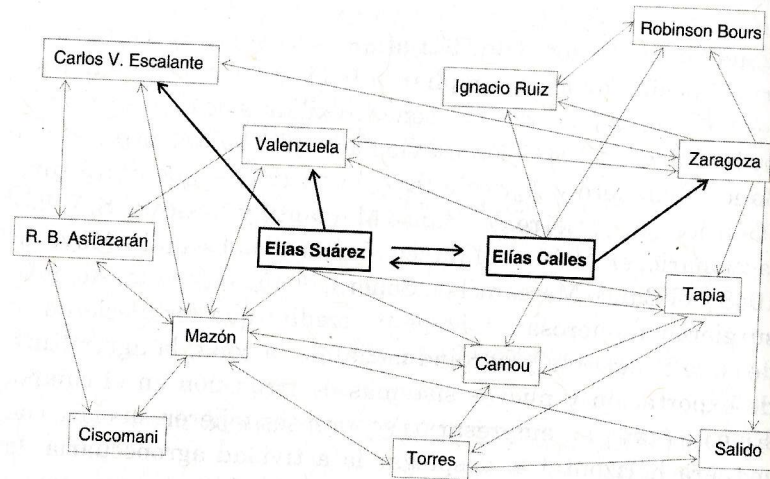 Robinson Bours
Carlos V. Escalante
Ignacio Ruiz
Valenzuela
Zaragoza
R. B. Astiazarán
Elías Suárez
Elías Calles
Tapia
Mazón
Camou
Ciscomani
Torres
Salido